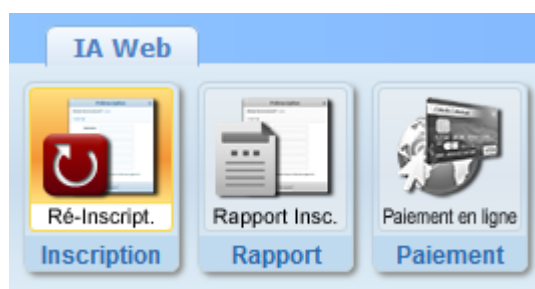 IA Web
Ré-Inscript.
Rapport Insc.
Paiement en ligne
Inscription
Rapport
Paiement